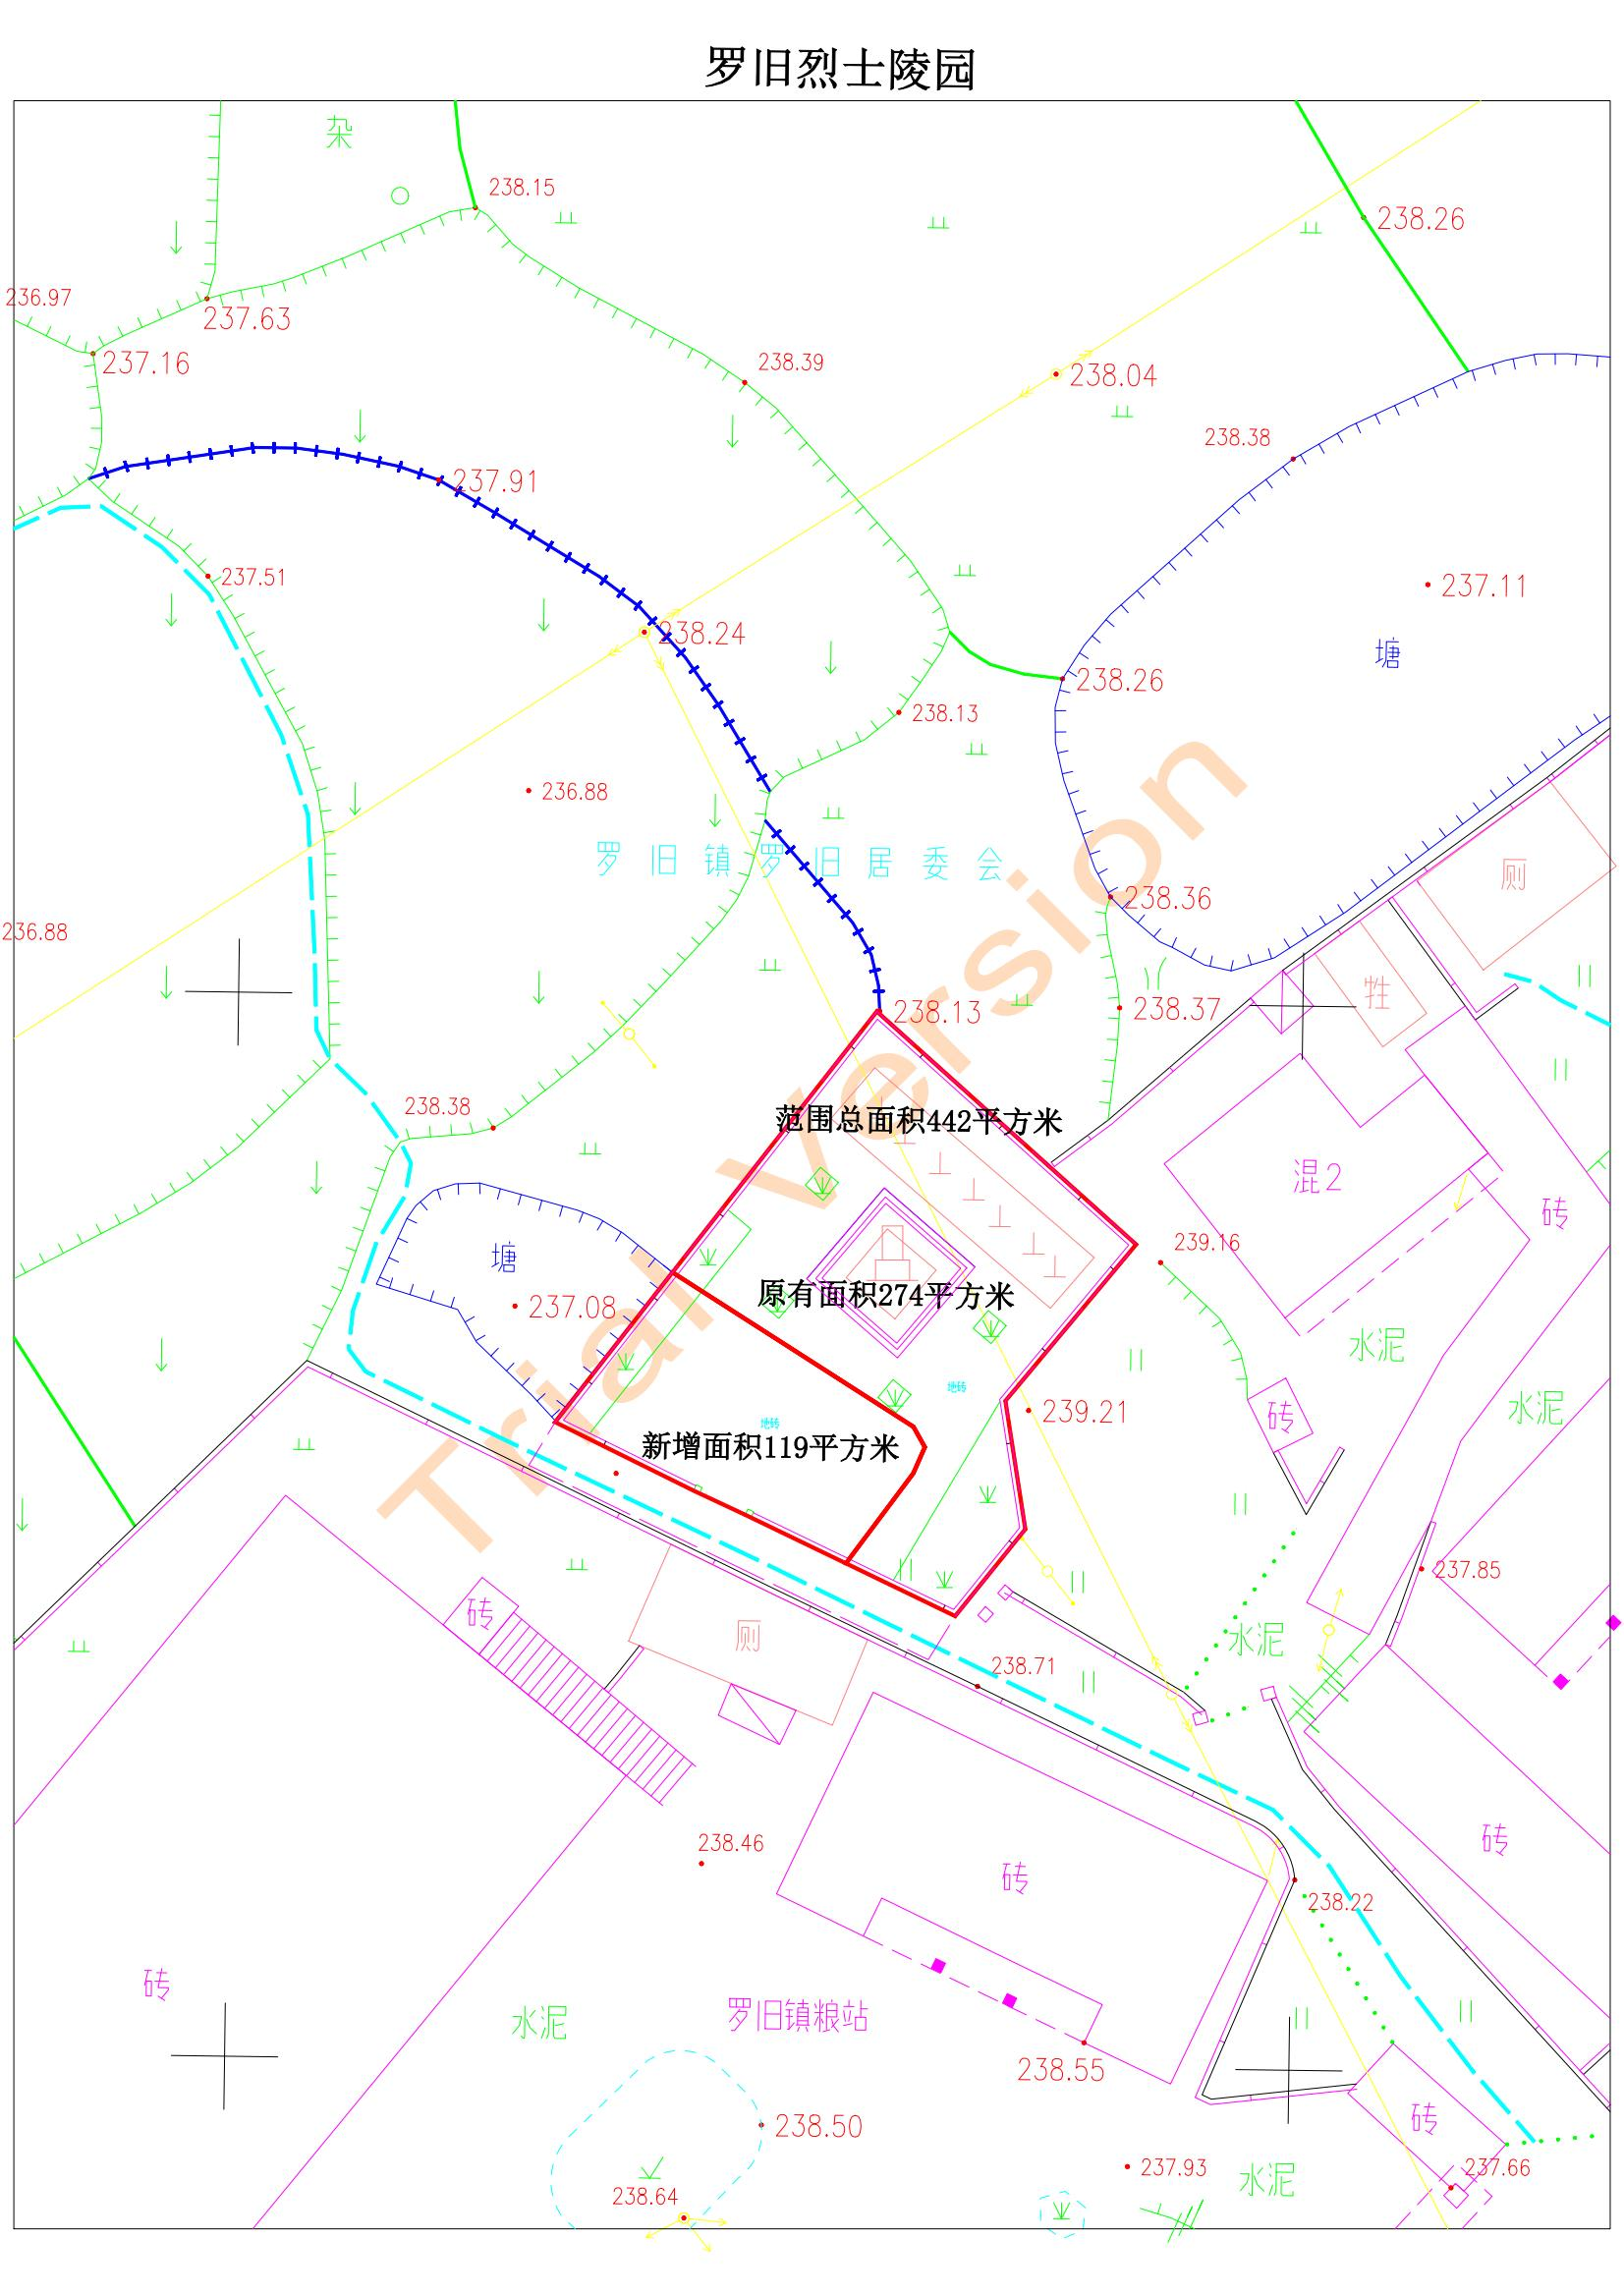 罗旧烈士陵园
杂
238.15
238.26
236.97
237.63
237.16
238.39
238.04
238.38
237.91
237.51
237.11
238.24
塘
238.26
238.13
236.88
罗旧镇罗旧居委会
厕
238.36
236.88
牲
238.13
238.37
238.38
范围总面积442平方米
混2
砖
239.16
塘
237.08
原有面积274平方米
水泥
地砖
水泥
239.21
砖
地砖
新增面积119平方米
237.85
砖
厕
水泥
238.71
238.46
砖
砖
238.22
砖
罗旧镇粮站
水泥
238.55
砖
238.50
237.93
237.66
水泥
238.64
Trial Version